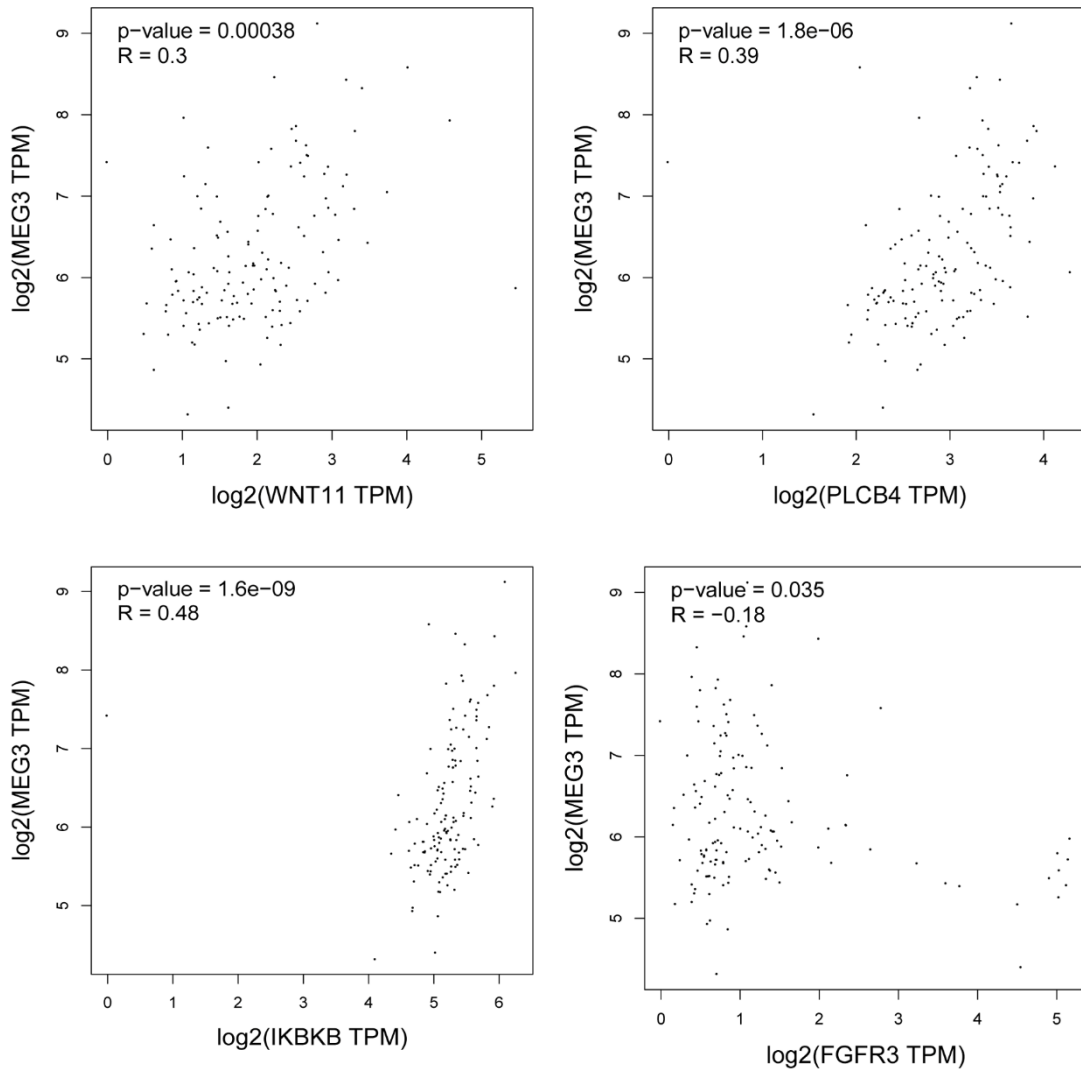 p-value = 0.00038
R = 0.3
log2(MEG3 TPM)
9
8
7
6
5
0 1 2 3 4 5
log2(WNT11 TPM)
p-value = 1.8e-06
R = 0.39
log2(MEG3 TPM)
9
8
7
6
5
0 1 2 3 4
log2(PLCB4 TPM)
p-value = 1.6e-09
R = 0.48
log2(MEG3 TPM)
9
8
7
6
5
0 1 2 3 4 5 6
log2(IKBKB TPM)
p-value = 0.035
R = −0.18
log2(MEG3 TPM)
9
8
7
6
5
0 1 2 3 4 5
log2(FGFR3 TPM)